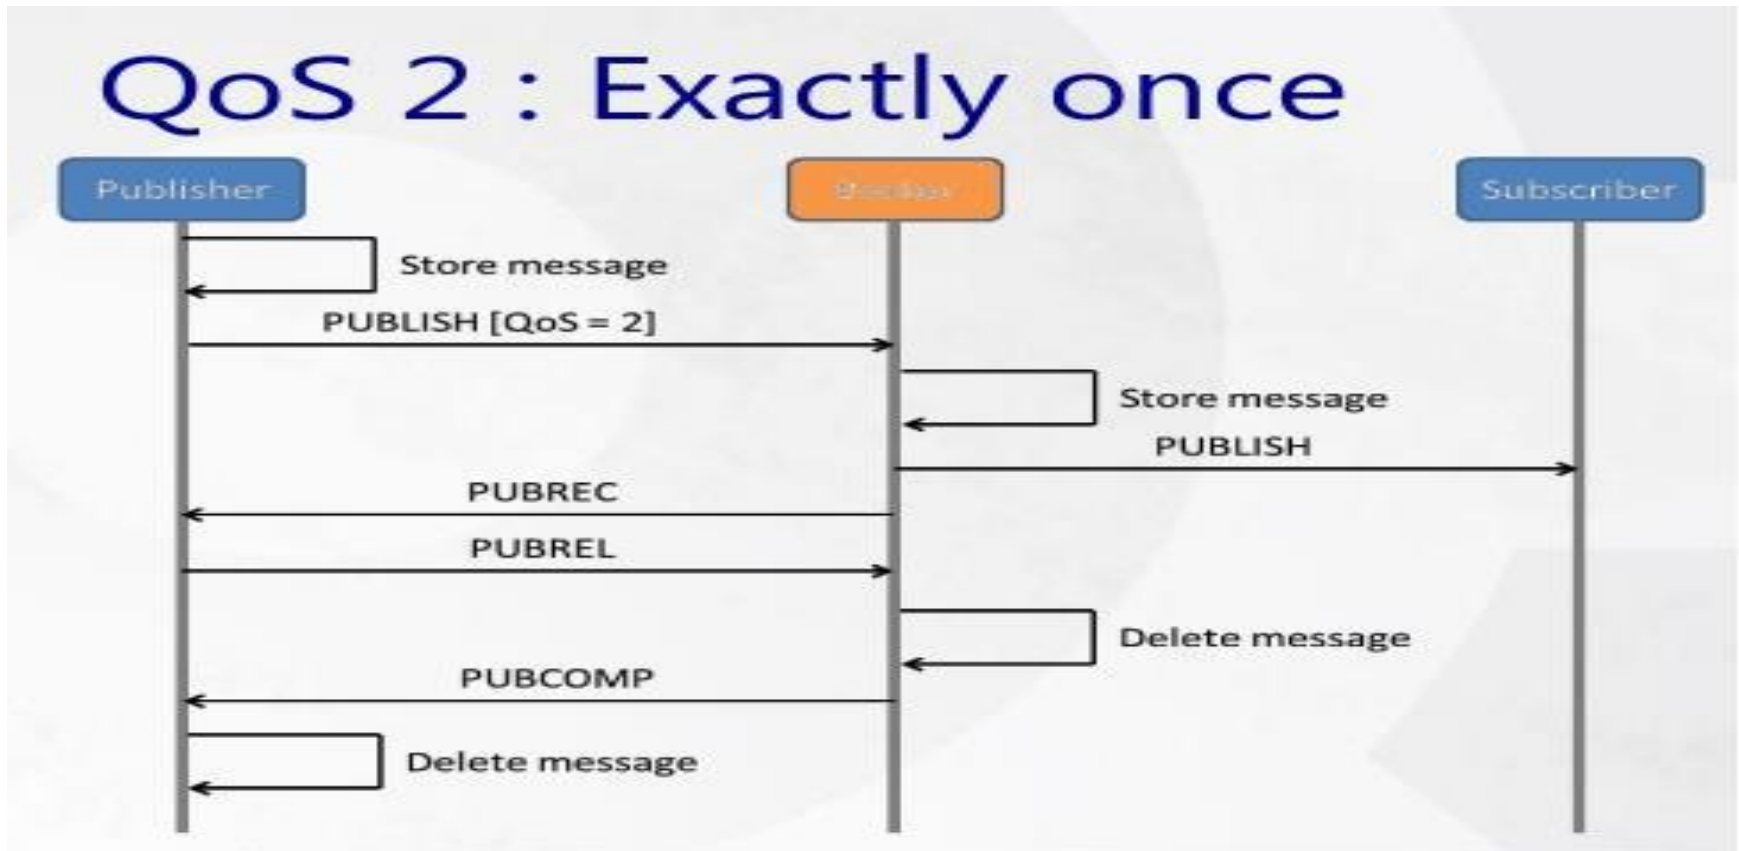 QoS 2 : Exactly once
Publisher
Broker
Subscriber
Store message
PUBLISH [QoS = 2]
Store message
PUBLISH
PUBREC
PUBREL
Delete message
PUBCOMP
Delete message